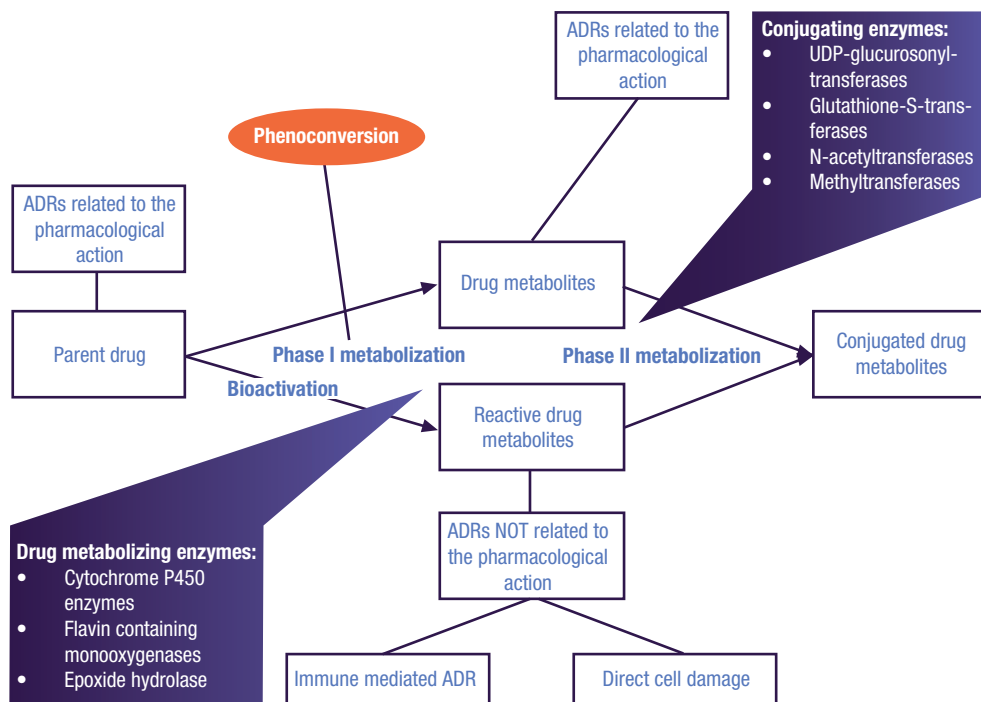 ADRs related to the
pharmacological
action
Conjugating enzymes:
• UDP-glucurosonyl-
transferases
• Glutathione-S-trans-
ferases
• N-acetyltransferases
• Methyltransferases
Phenoconversion
ADRs related to the
pharmacological
action
Drug metabolites
Parent drug
Phase I metabolization
Phase II metabolization
Conjugated drug
metabolites
Bioactivation
Reactive drug
metabolites
ADRs NOT related to
the pharmacological
action
Drug metabolizing enzymes:
• Cytochrome P450
enzymes
• Flavin containing
monooxygenases
• Epoxide hydrolase
Immune mediated ADR
Direct cell damage